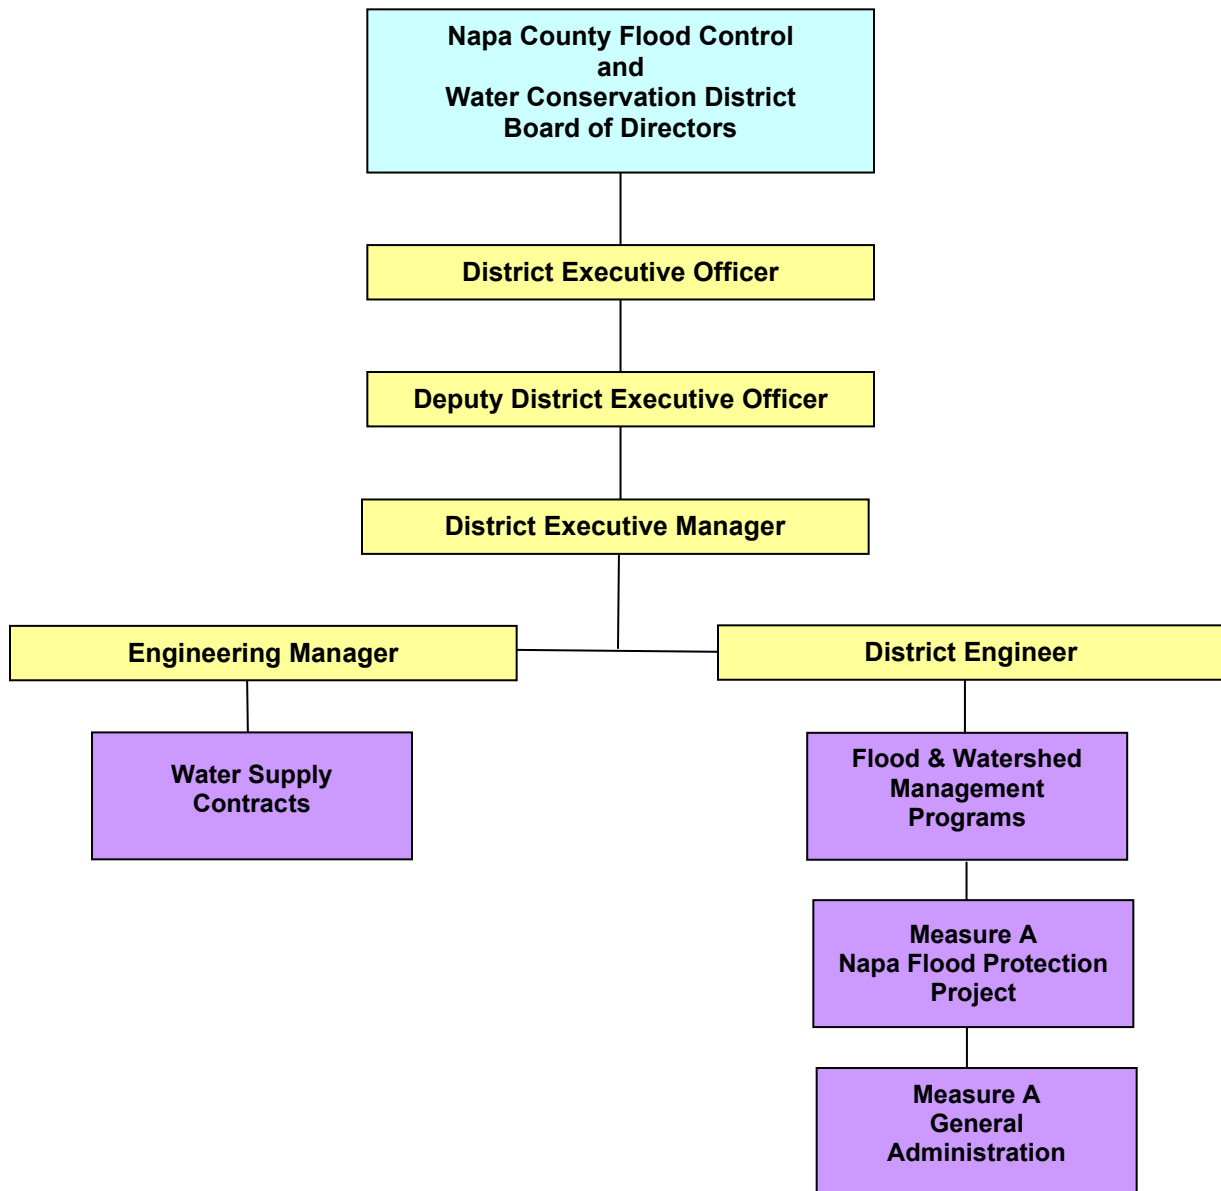 Napa County Flood Control
and
Water Conservation District
Board of Directors
District Executive Officer
Deputy District Executive Officer
District Executive Manager
Engineering Manager
District Engineer
Water Supply
Contracts
Flood & Watershed
Management
Programs
Measure A
Napa Flood Protection
Project
Measure A
General
Administration